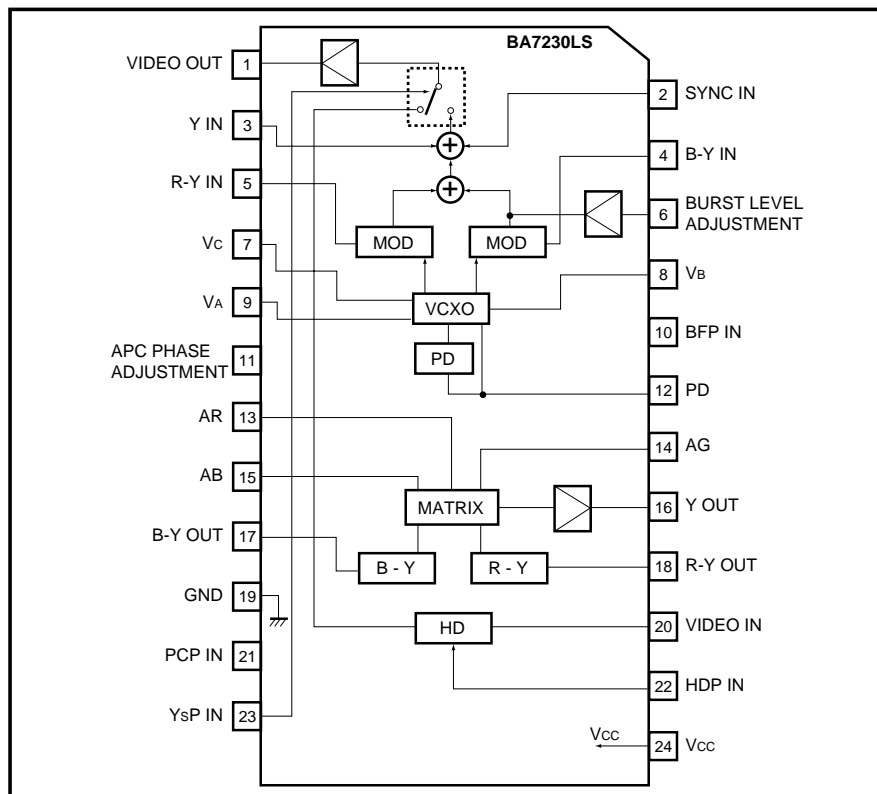 BA7230LS
VIDEO OUT 1
2 SYNC IN
Y IN 3
4 B-Y IN
R-Y IN 5
6 BURST LEVEL
ADJUSTMENT
MOD MOD
VC 7
8 VB
VA 9
VCXO
10 BFP IN
APC PHASE
ADJUSTMENT 11
PD
12 PD
AR 13
14 AG
AB 15
MATRIX
16 Y OUT
B-Y OUT 17
B - Y R - Y
18 R-Y OUT
GND 19
HD
20 VIDEO IN
PCP IN 21
22 HDP IN
YSP IN 23
VCC
24 VCC